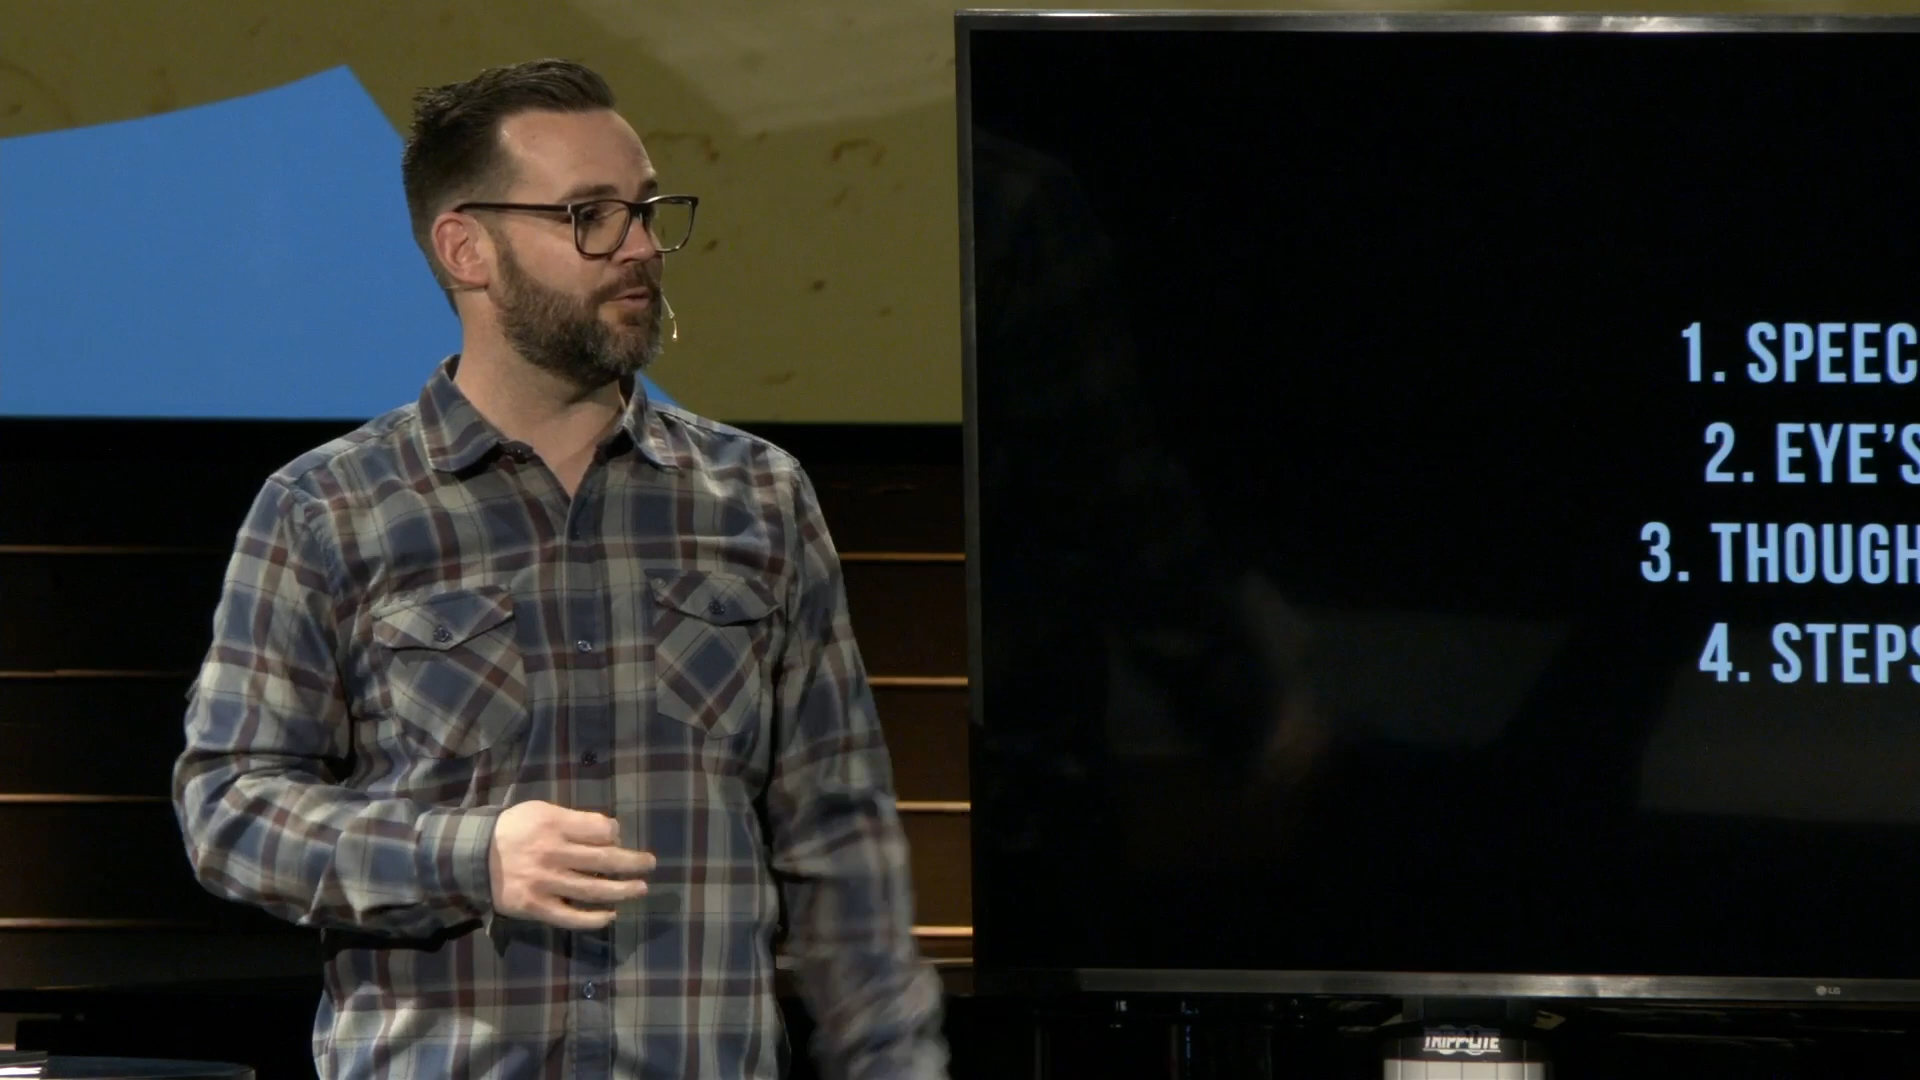 1. SPEEC
2. EYE'S
3. THOUGH
4. STEPS
LG
TRIPP·LITE